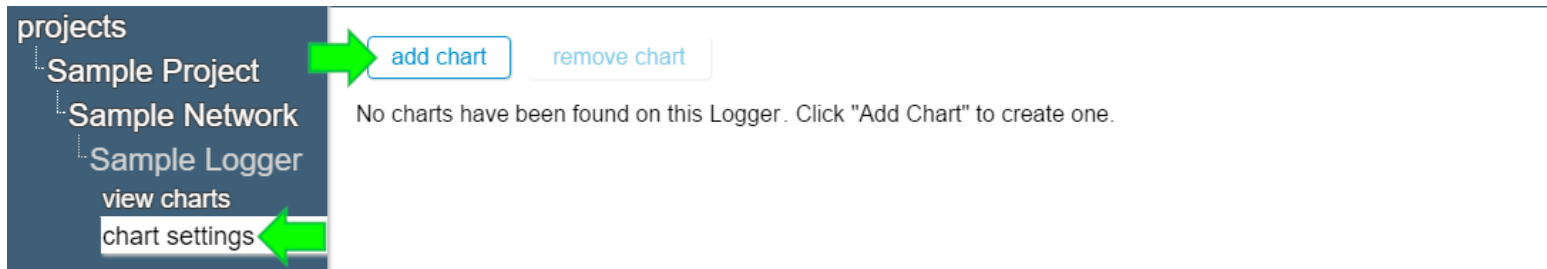 projects
Sample Project
Sample Network
Sample Logger
view charts
chart settings
add chart remove chart
No charts have been found on this Logger. Click "Add Chart" to create one.